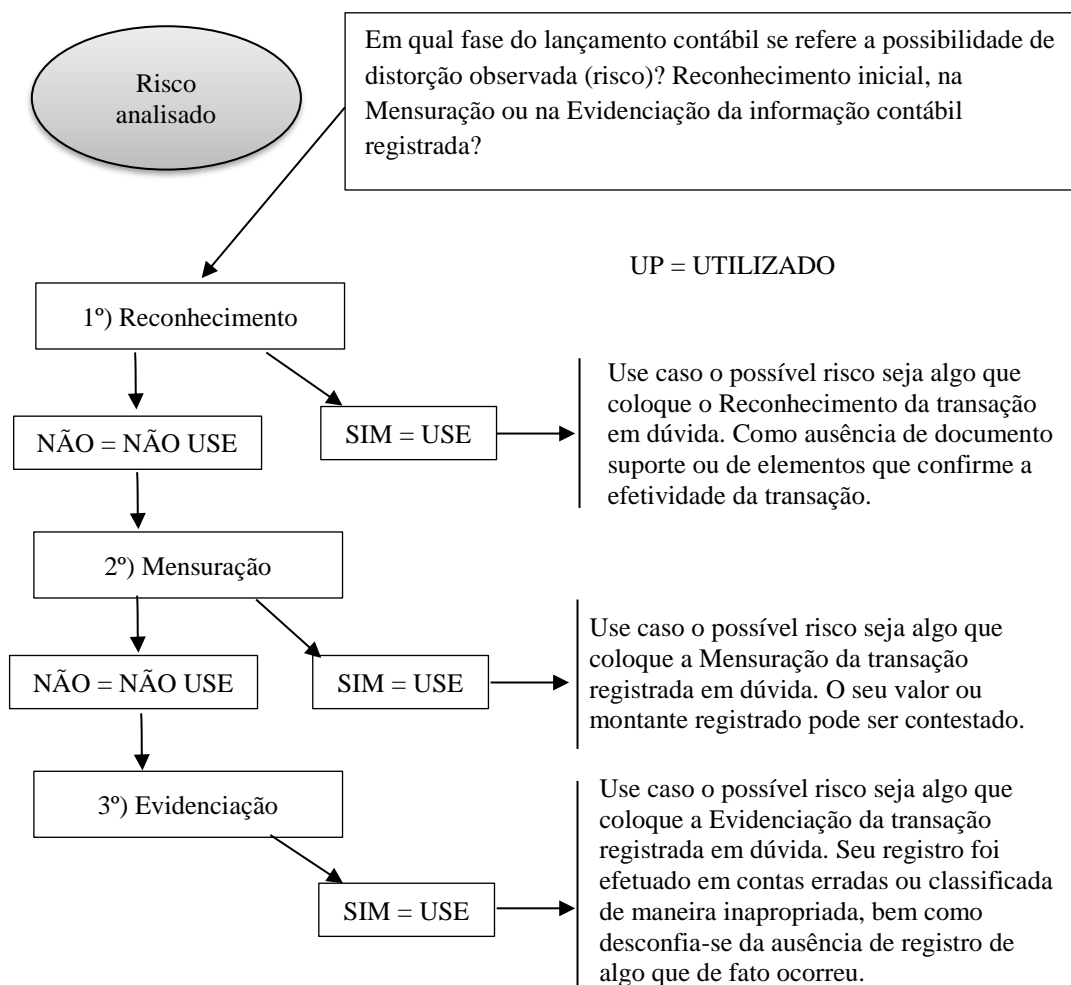 Risco
analisado
Em qual fase do lançamento contábil se refere a possibilidade de
distorção observada (risco)? Reconhecimento inicial, na
Mensuração ou na Evidenciação da informação contábil
registrada?
UP = UTILIZADO
1º) Reconhecimento
NÃO = NÃO USE
SIM = USE
Use caso o possível risco seja algo que
coloque o Reconhecimento da transação
em dúvida. Como ausência de documento
suporte ou de elementos que confirme a
efetividade da transação.
2º) Mensuração
NÃO = NÃO USE
SIM = USE
Use caso o possível risco seja algo que
coloque a Mensuração da transação
registrada em dúvida. O seu valor ou
montante registrado pode ser contestado.
3º) Evidenciação
SIM = USE
Use caso o possível risco seja algo que
coloque a Evidenciação da transação
registrada em dúvida. Seu registro foi
efetuado em contas erradas ou classificada
de maneira inapropriada, bem como
desconfia-se da ausência de registro de
algo que de fato ocorreu.